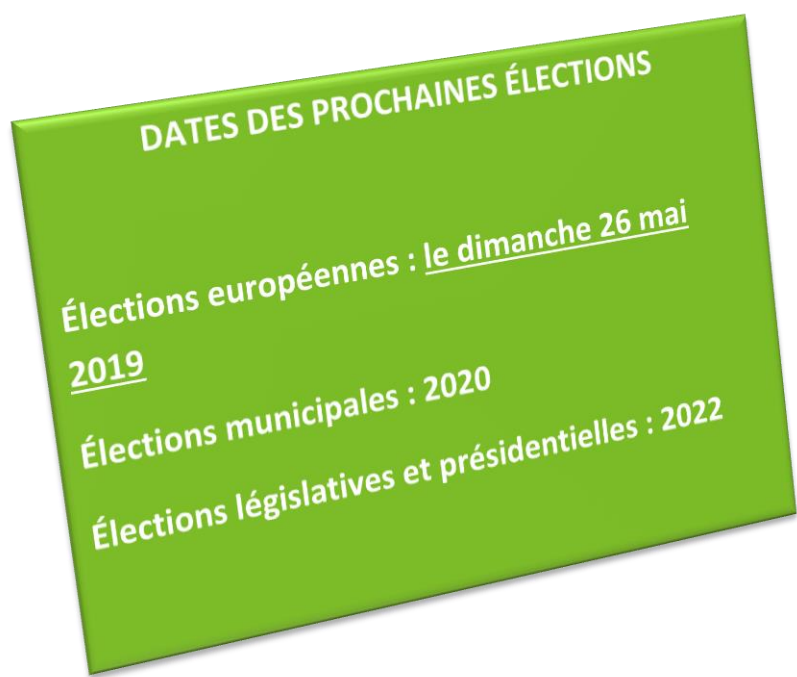 DATES DES PROCHAINES ÉLECTIONS
Élections européennes : le dimanche 26 mai
2019
Élections municipales : 2020
Élections législatives et présidentielles : 2022